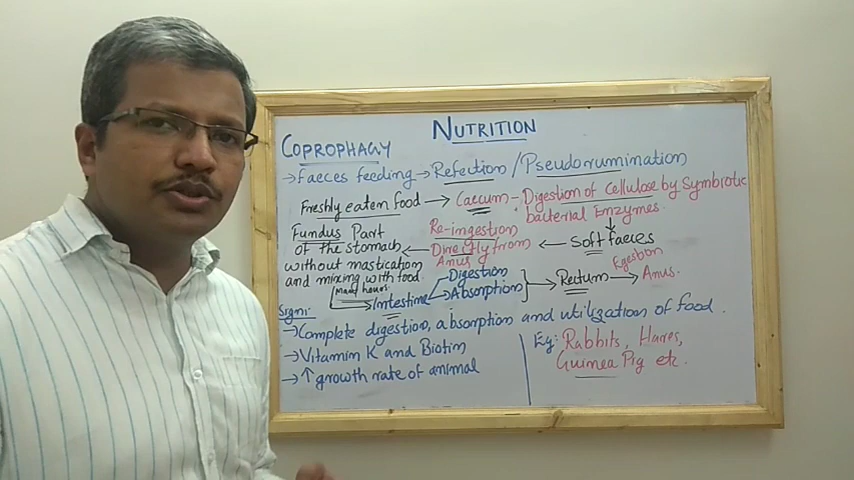 NUTRITION
COPROPHAGY
→ Faeces feeding → Refection / Pseudorumination
Freshly eaten food → Caecum - Digestion of Cellulose by Symbiotic
bacterial Enzymes.
Soft faeces ← Directly from Anus Re-ingestion ←
Fundus Part
of the stomach
without mastication
and mixing with food.
Many hours
Intestine Digestion Absorption → Rectum → Egestion Anus.
Signi:
→ Complete digestion, absorption and utilization of food.
→ Vitamin K and Biotin
→ ↑ growth rate of animal
Eg: Rabbits, Hares,
Guinea Pig etc.